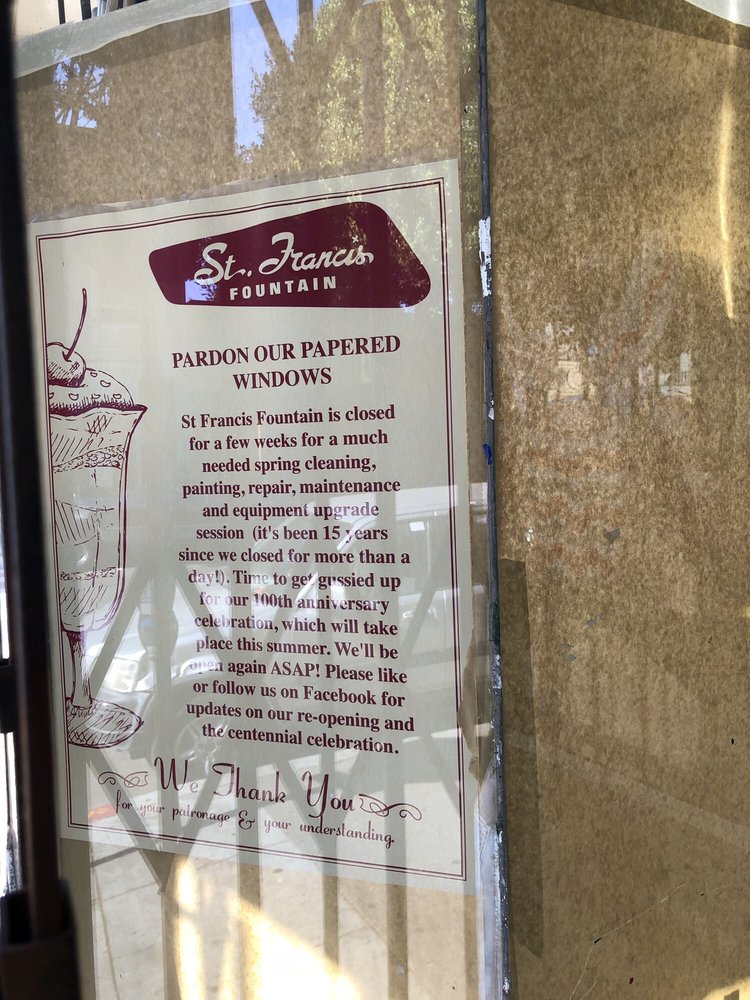 St. Francis
FOUNTAIN
PARDON OUR PAPERED
WINDOWS
St Francis Fountain is closed
for a few weeks for a much
needed spring cleaning,
painting, repair, maintenance
and equipment upgrade
session (it's been 15 years
since we closed for more than a
day!). Time to get gussied up
for our 100th anniversary
celebration, which will take
place this summer. We'll be
open again ASAP! Please like
or follow us on Facebook for
updates on our re-opening and
the centennial celebration.
We Thank You
for your patronage & your understanding.